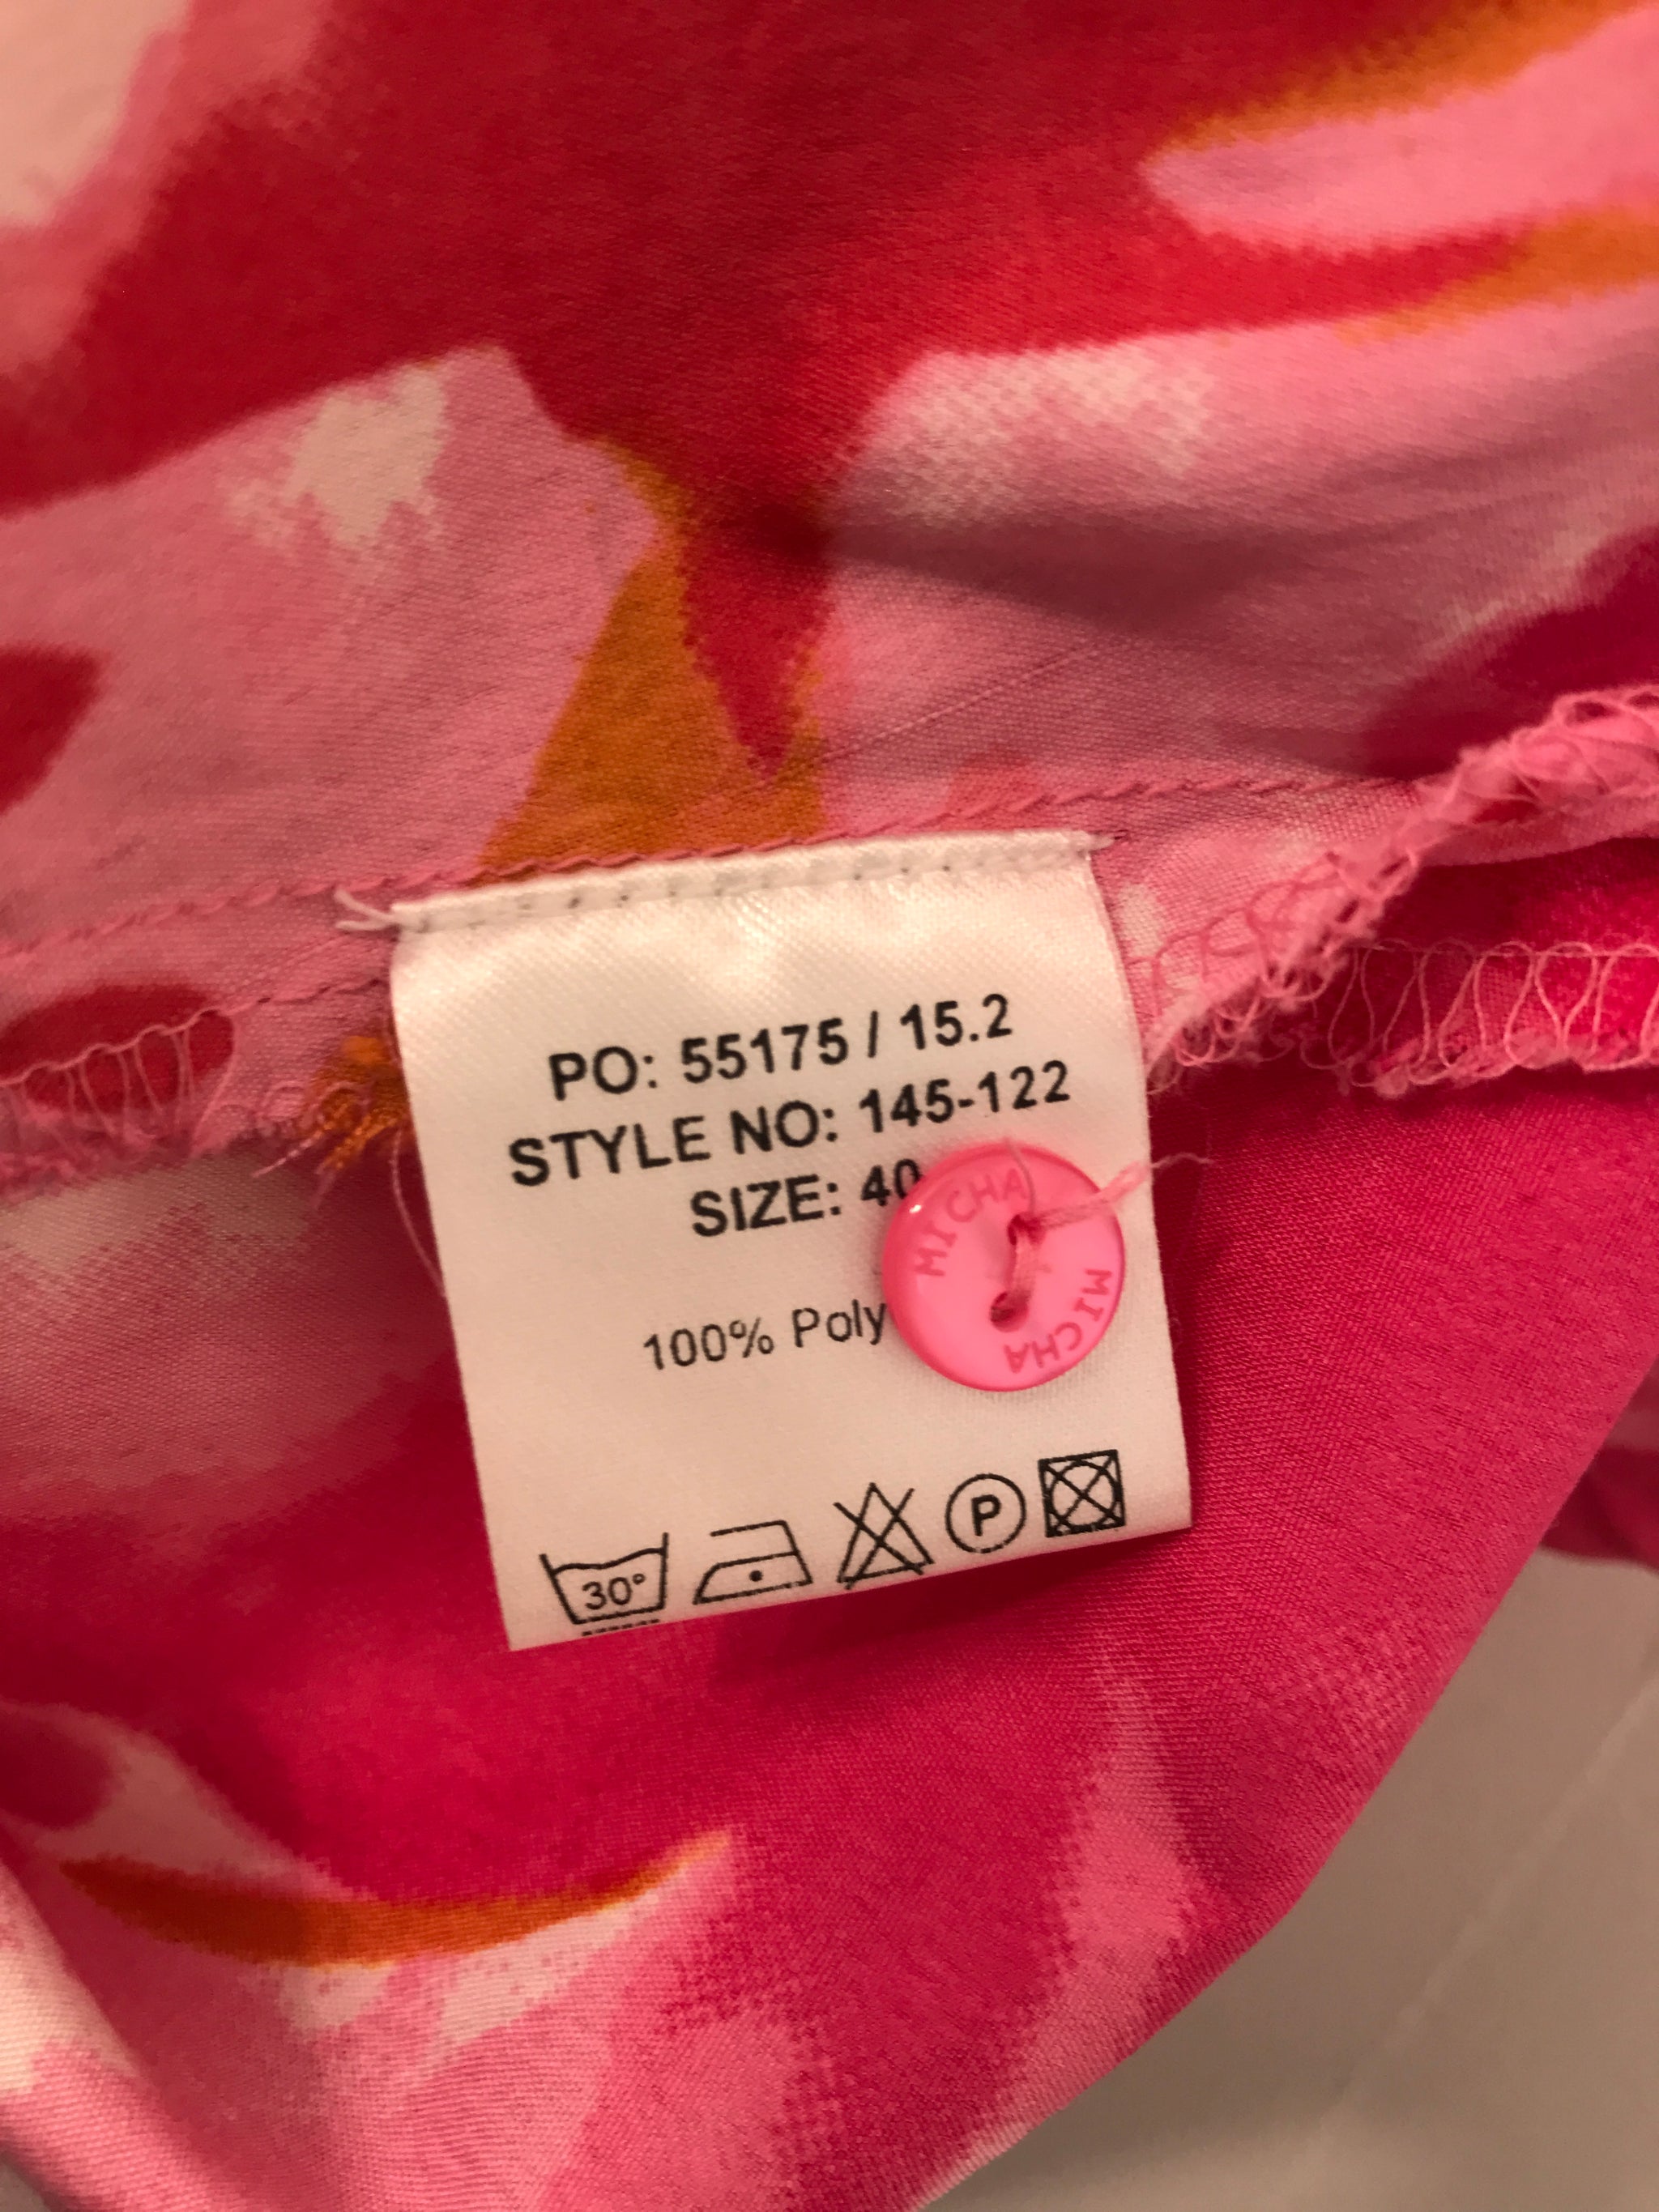 PO: 55175 / 15.2
STYLE NO: 145-122
SIZE: 40
MICHA
MICHA
100% Poly
30°
P